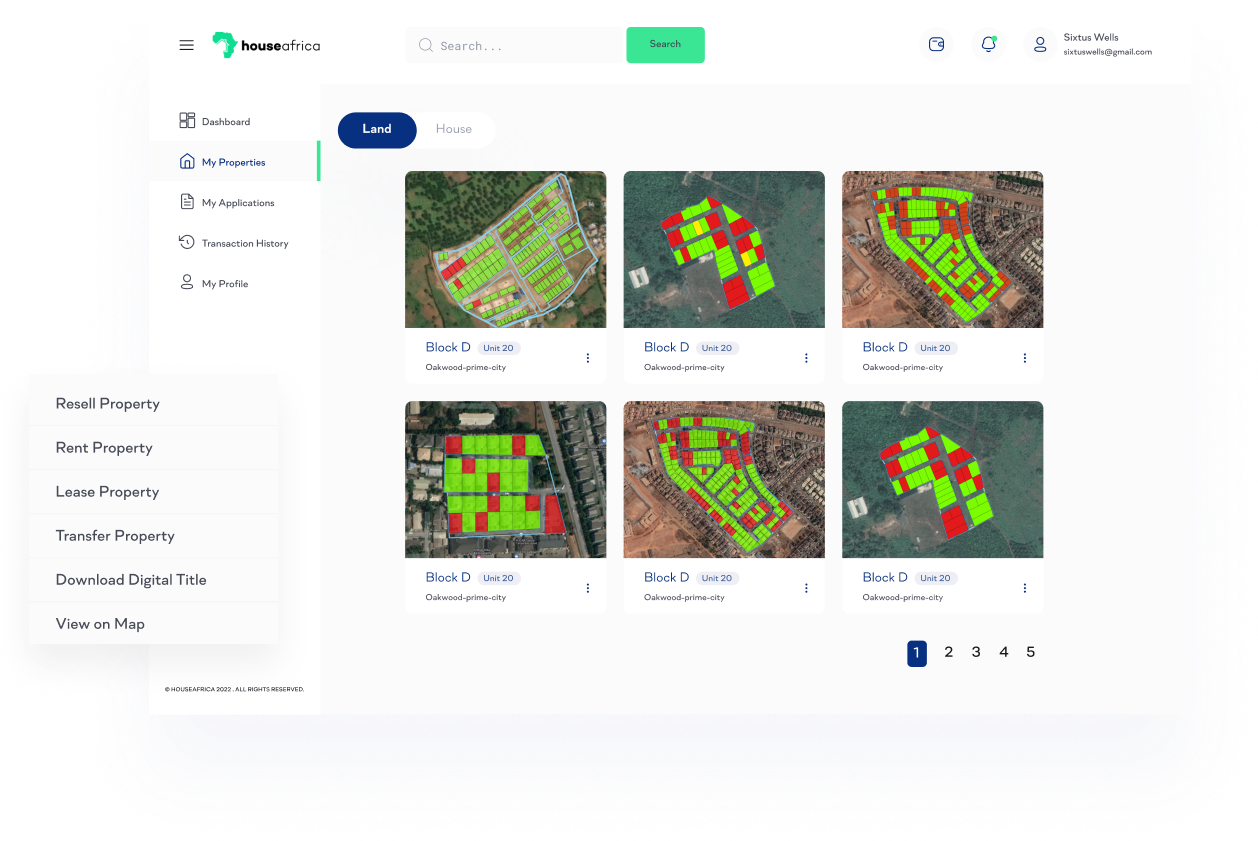 houseafrica
Search...
Search
Sixtus Wells
sixtuswells@gmail.com
Dashboard
My Properties
My Applications
Transaction History
My Profile
Land
House
Block D Unit 20
Oakwood-prime-city
Block D Unit 20
Oakwood-prime-city
Block D Unit 20
Oakwood-prime-city
Block D Unit 20
Oakwood-prime-city
Block D Unit 20
Oakwood-prime-city
Block D Unit 20
Oakwood-prime-city
Resell Property
Rent Property
Lease Property
Transfer Property
Download Digital Title
View on Map
1 2 3 4 5
© HOUSEAFRICA 2022 . ALL RIGHTS RESERVED.